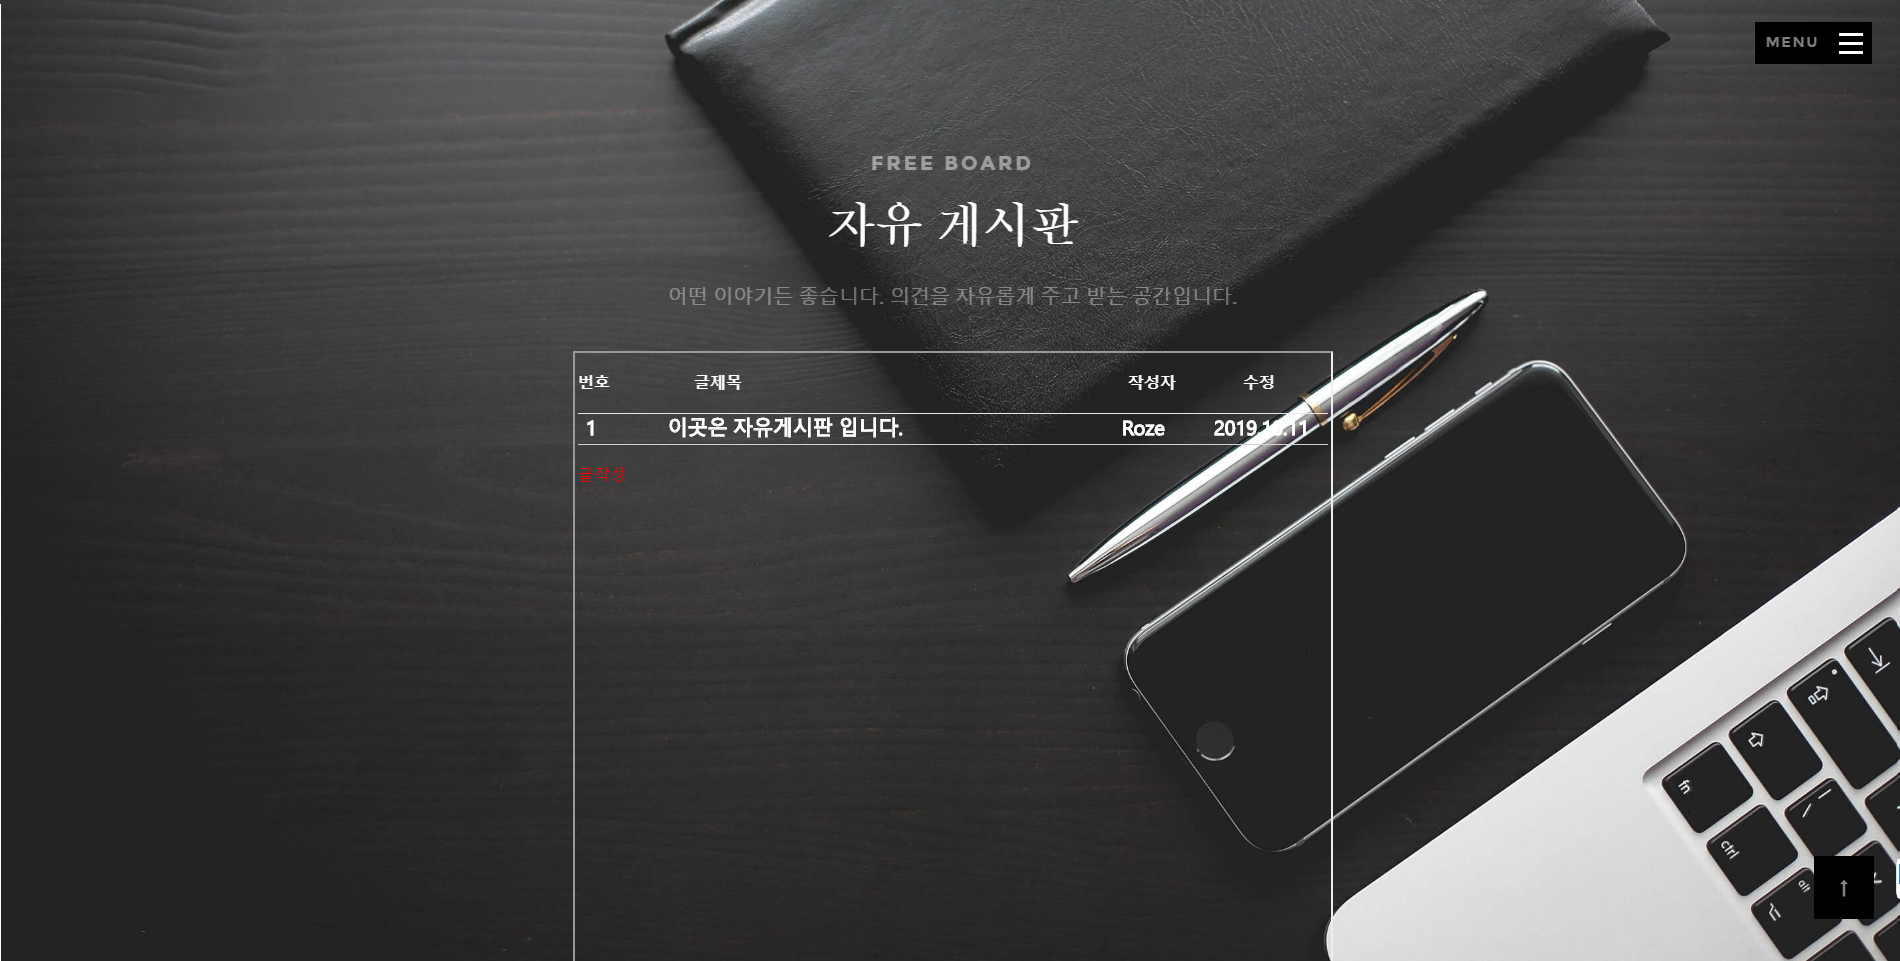 MENU
FREE BOARD
자유 게시판
어떤 이야기든 좋습니다. 의견을 자유롭게 주고 받는 공간입니다.
번호 글제목 작성자 수정
1 이곳은 자유게시판 입니다. Roze 2019.10.11
글작성
↑